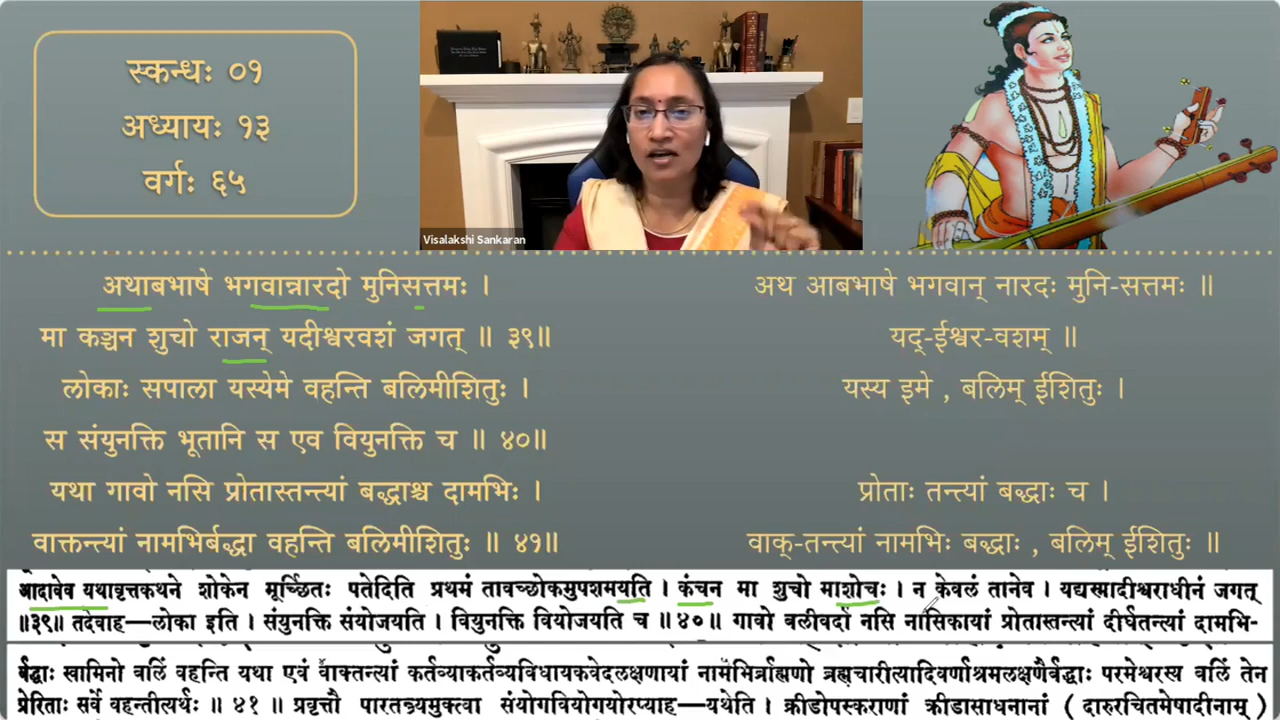 स्कन्धः ०१
अध्यायः १३
वर्गः ६५
Visalakshi Sankaran
अथाबभाषे भगवान्नारदो मुनिसत्तमः ।
मा कञ्चन शुचो राजन् यदीश्वरवशं जगत् ॥ ३९॥
लोकाः सपाला यस्येमे वहन्ति बलिमीशितुः ।
स संयुनक्ति भूतानि स एव वियुनक्ति च ॥ ४०॥
यथा गावो नसि प्रोतास्तन्त्यां बद्धाश्च दामभिः ।
वाक्तन्त्यां नामभिर्बद्धा वहन्ति बलिमीशितुः ॥ ४१॥
अथ आबभाषे भगवान् नारदः मुनि-सत्तमः ॥
यद्-ईश्वर-वशम् ॥
यस्य इमे , बलिम् ईशितुः ।
प्रोताः तन्त्यां बद्धाः च ।
वाक्-तन्त्यां नामभिः बद्धाः , बलिम् ईशितुः ॥
आदावेव यथावृत्तकथने शोकेन मूर्च्छितः पतेदिति प्रथमं तावच्छोकमुपशमयति । कंचन मा शुचो माशोचः । न केवलं तानेव । यद्यस्मादीश्वराधीनं जगत्
॥३९॥ तदेवाह—लोका इति । संयुनक्ति संयोजयति । वियुनक्ति वियोजयति च ॥ ४० ॥ गावो बलीवर्दा नसि नासिकायां प्रोतास्तन्त्यां दीर्घतन्त्यां दामभि-
र्बद्धाः स्वामिनो बलिं वहन्ति यथा एवं वाक्तन्त्यां कर्तव्याकर्तव्यविधायकवेदलक्षणायां नामभिर्ब्राह्मणो ब्रह्मचारीत्यादिवर्णाश्रमलक्षणैर्बद्धाः परमेश्वरस्य बलिं तेन
प्रेरिताः सर्वे वहन्तीत्यर्थः ॥ ४१ ॥ प्रवृत्तौ पारतन्त्र्यमुक्त्वा संयोगवियोगयोरप्याह—यथेति । क्रीडोपस्कराणां क्रीडासाधनानां ( दारुरचितमेषादीनाम् )